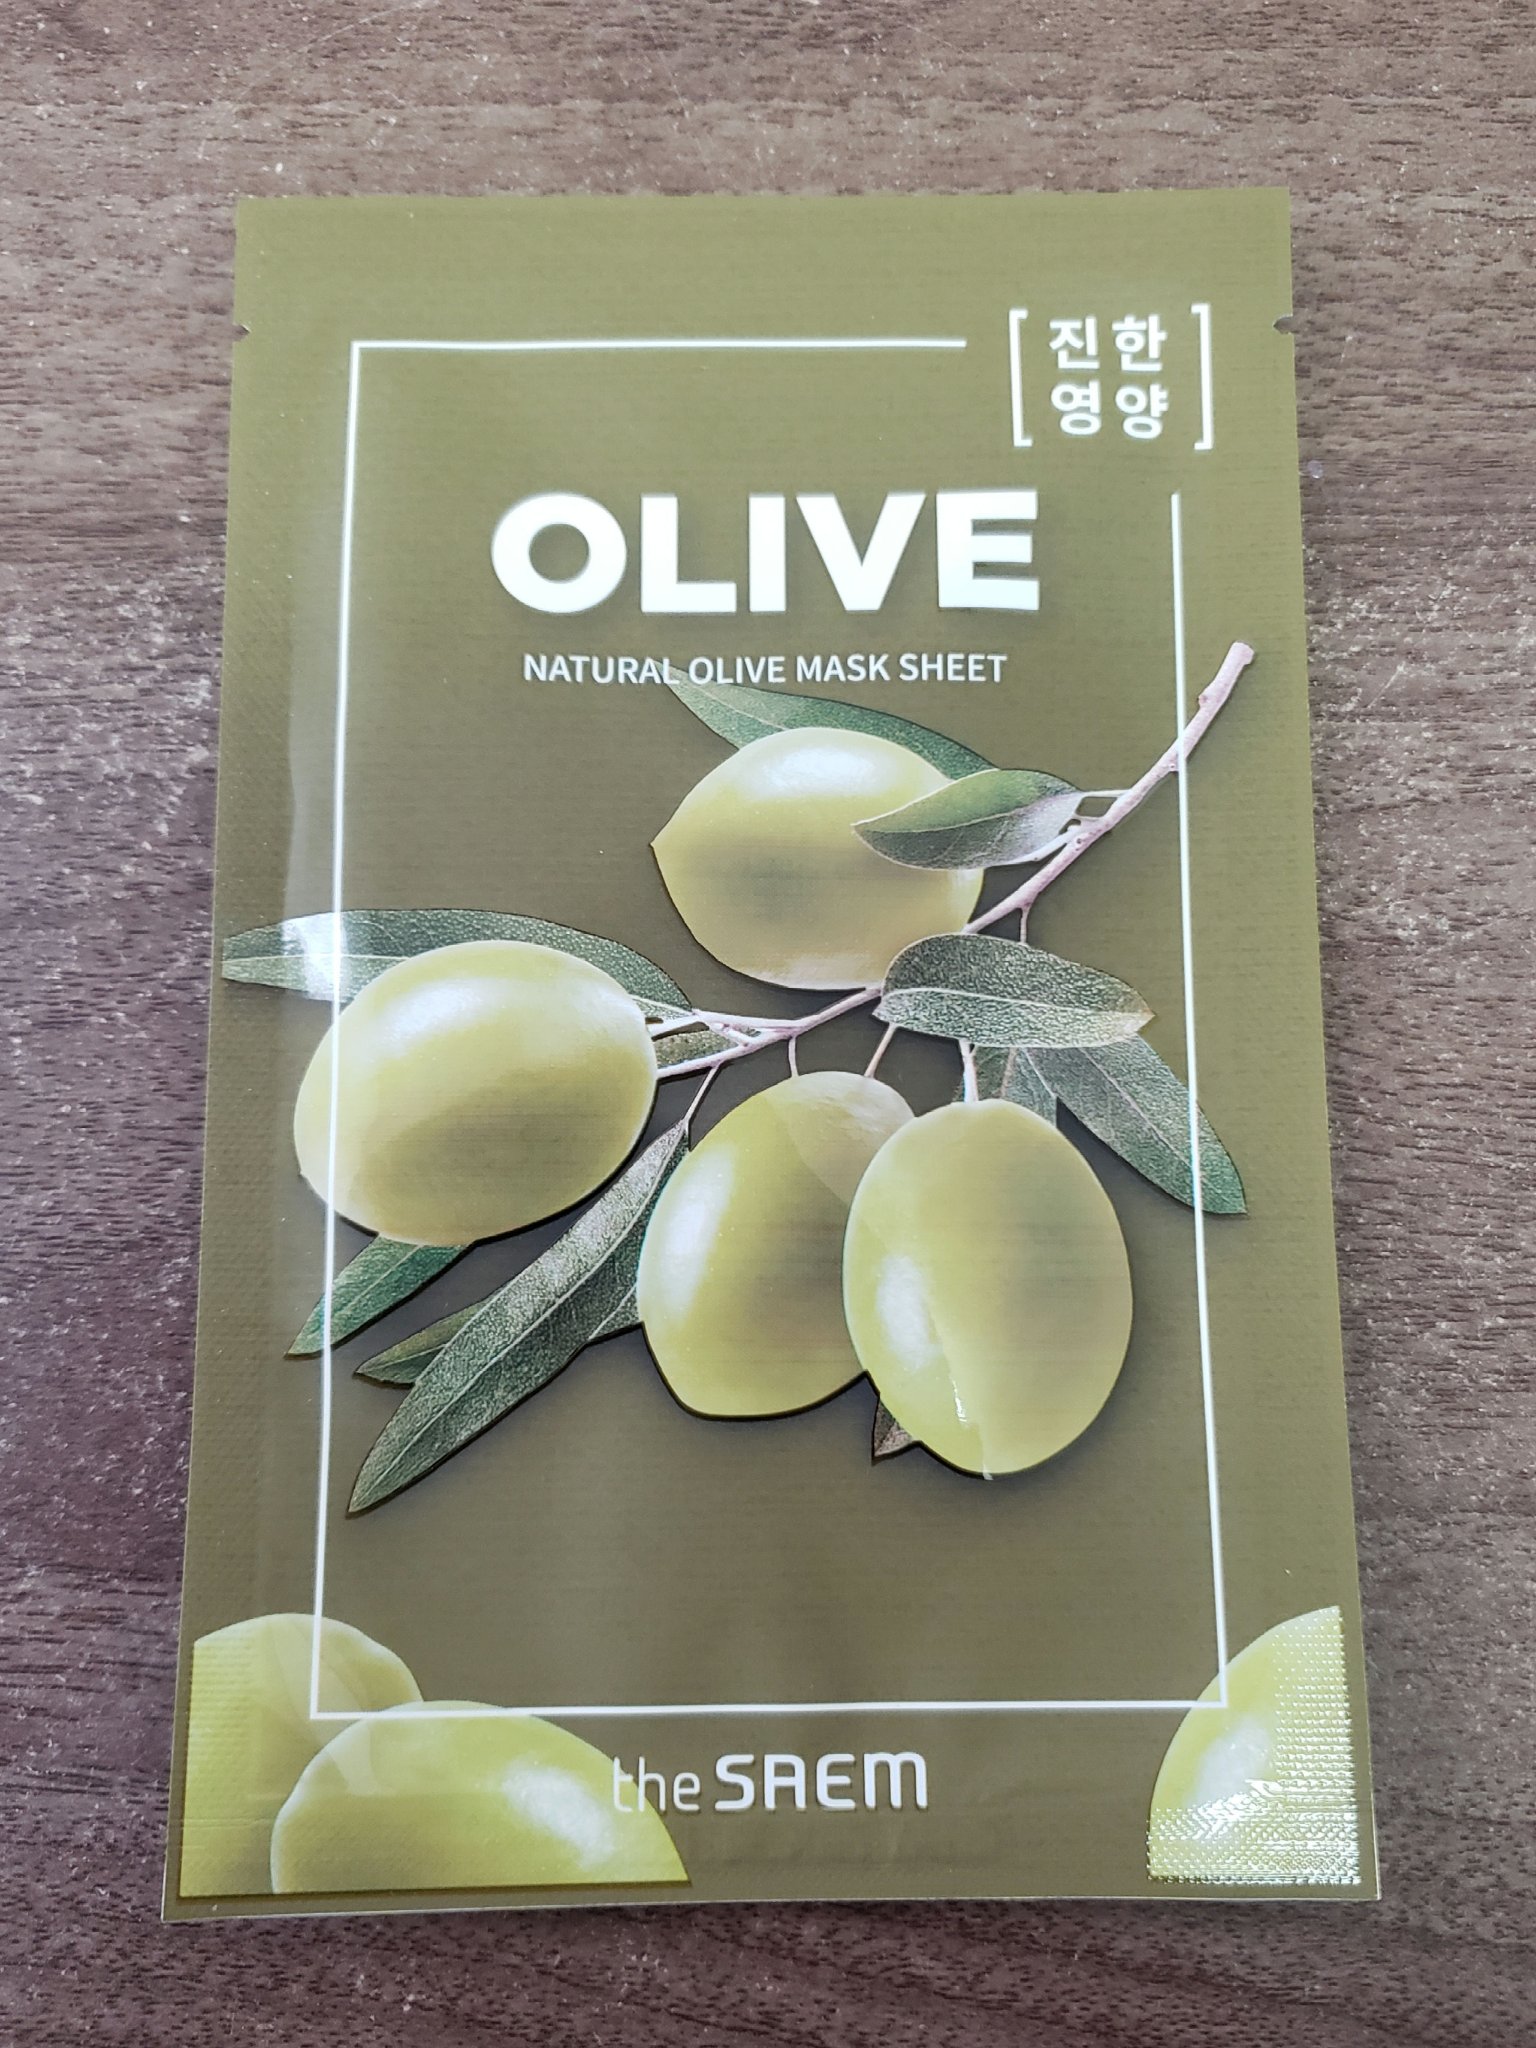 진한
영양
OLIVE
NATURAL OLIVE MASK SHEET
the SAEM